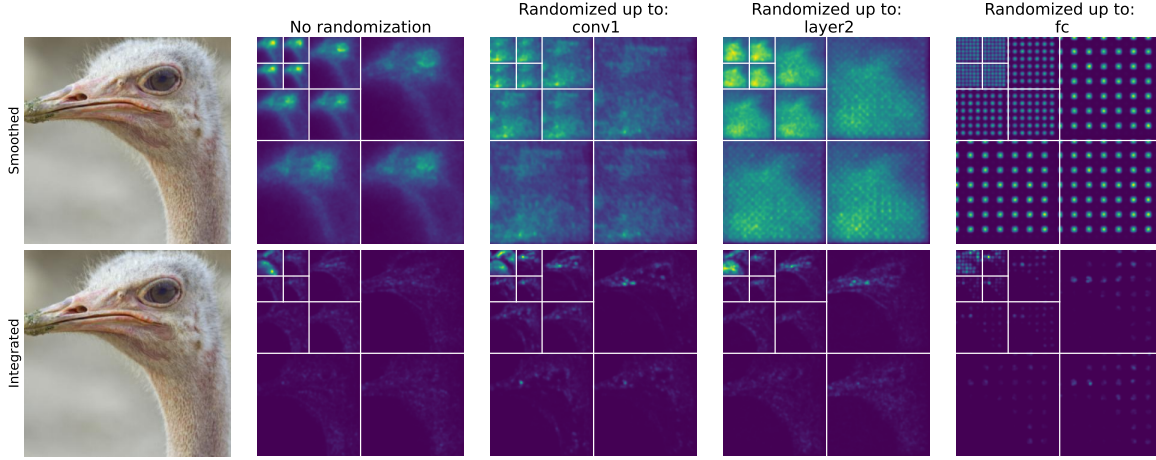 No randomization
Randomized up to:
conv1
Randomized up to:
layer2
Randomized up to:
fc
Smoothed
Integrated